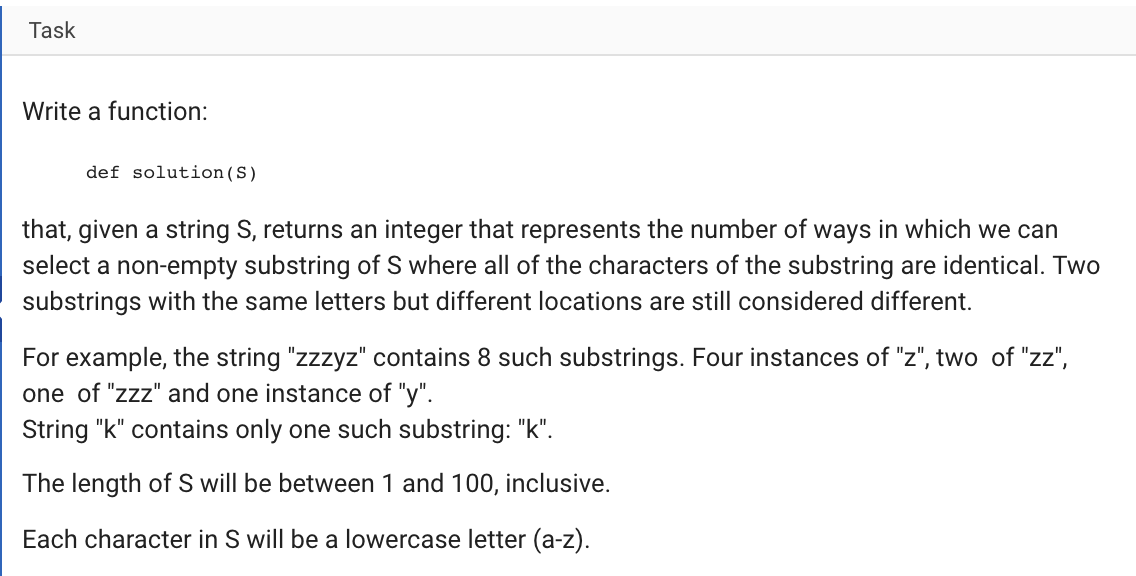 Task
Write a function:
def solution(S)
that, given a string S, returns an integer that represents the number of ways in which we can
select a non-empty substring of S where all of the characters of the substring are identical. Two
substrings with the same letters but different locations are still considered different.
For example, the string "zzzyz" contains 8 such substrings. Four instances of "z", two  of "zz",
one  of "zzz" and one instance of "y".
String "k" contains only one such substring: "k".
The length of S will be between 1 and 100, inclusive.
Each character in S will be a lowercase letter (a-z).